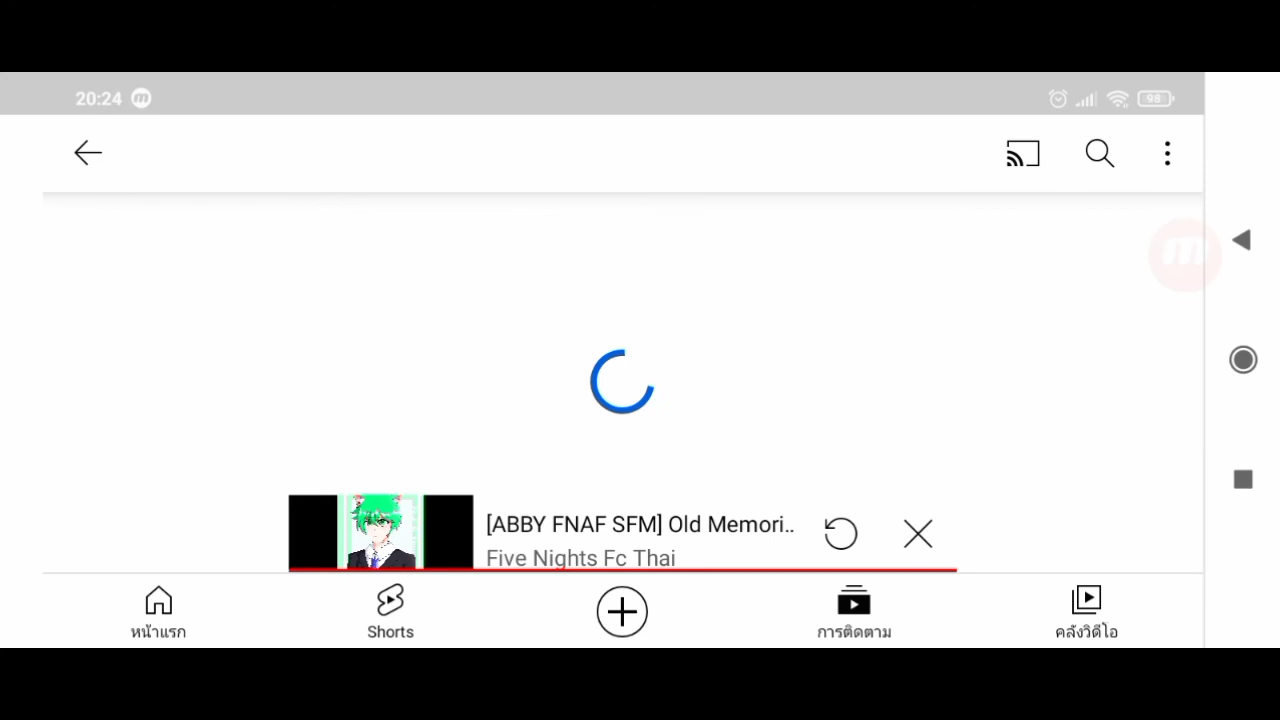 20:24
98
[ABBY FNAF SFM] Old Memori..
Five Nights Fc Thai
หน้าแรก
Shorts
การติดตาม
คลังวิดีโอ